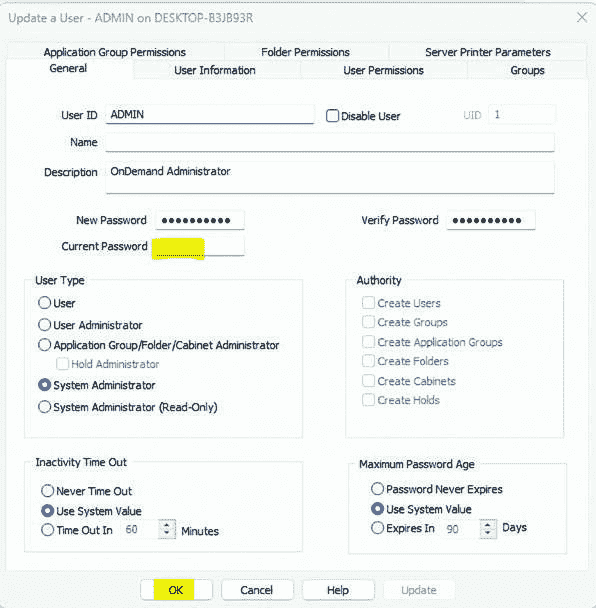 Update a User - ADMIN on DESKTOP-B3JB93R
Application Group Permissions Folder Permissions Server Printer Parameters
General User Information User Permissions Groups
User ID ADMIN Disable User UID 1
Name
Description OnDemand Administrator
New Password ●●●●●●●●●● Verify Password ●●●●●●●●●●
Current Password
User Type Authority
User Create Users
User Administrator Create Groups
Application Group/Folder/Cabinet Administrator Create Application Groups
Hold Administrator Create Folders
System Administrator Create Cabinets
System Administrator (Read-Only) Create Holds
Inactivity Time Out Maximum Password Age
Never Time Out Password Never Expires
Use System Value Use System Value
Time Out In 60 Minutes Expires In 90 Days
OK Cancel Help Update